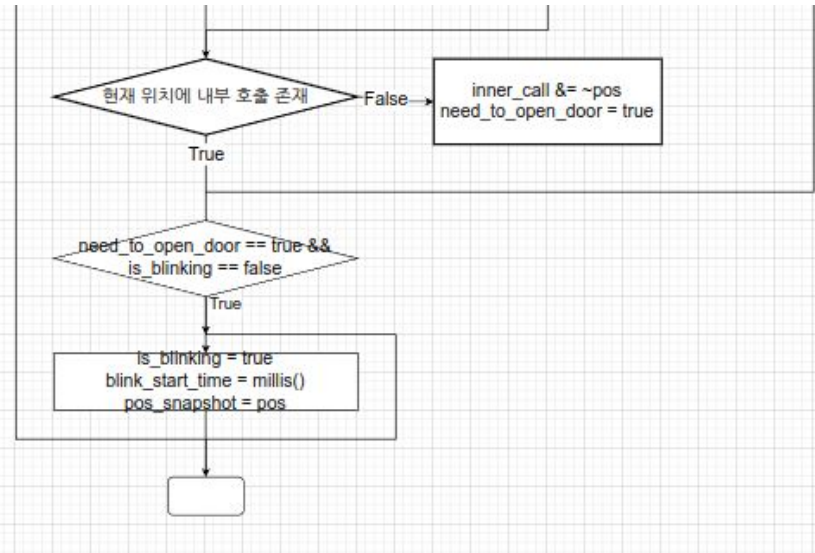 현재 위치에 내부 호출 존재
False
inner_call &= ~pos
need_to_open_door = true
True
need_to_open_door == true &&
is_blinking == false
True
is_blinking = true
blink_start_time = millis()
pos_snapshot = pos